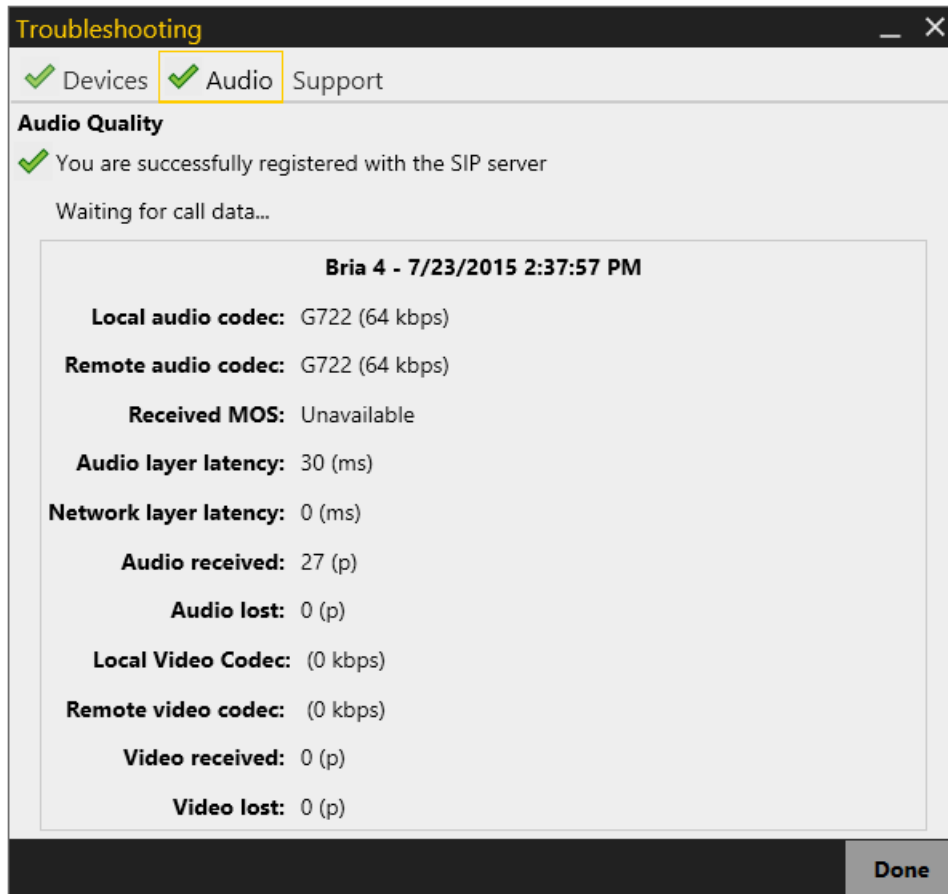 Troubleshooting
Devices Audio Support
Audio Quality
You are successfully registered with the SIP server
Waiting for call data...
Bria 4 - 7/23/2015 2:37:57 PM
Local audio codec: G722 (64 kbps)
Remote audio codec: G722 (64 kbps)
Received MOS: Unavailable
Audio layer latency: 30 (ms)
Network layer latency: 0 (ms)
Audio received: 27 (p)
Audio lost: 0 (p)
Local Video Codec: (0 kbps)
Remote video codec: (0 kbps)
Video received: 0 (p)
Video lost: 0 (p)
Done